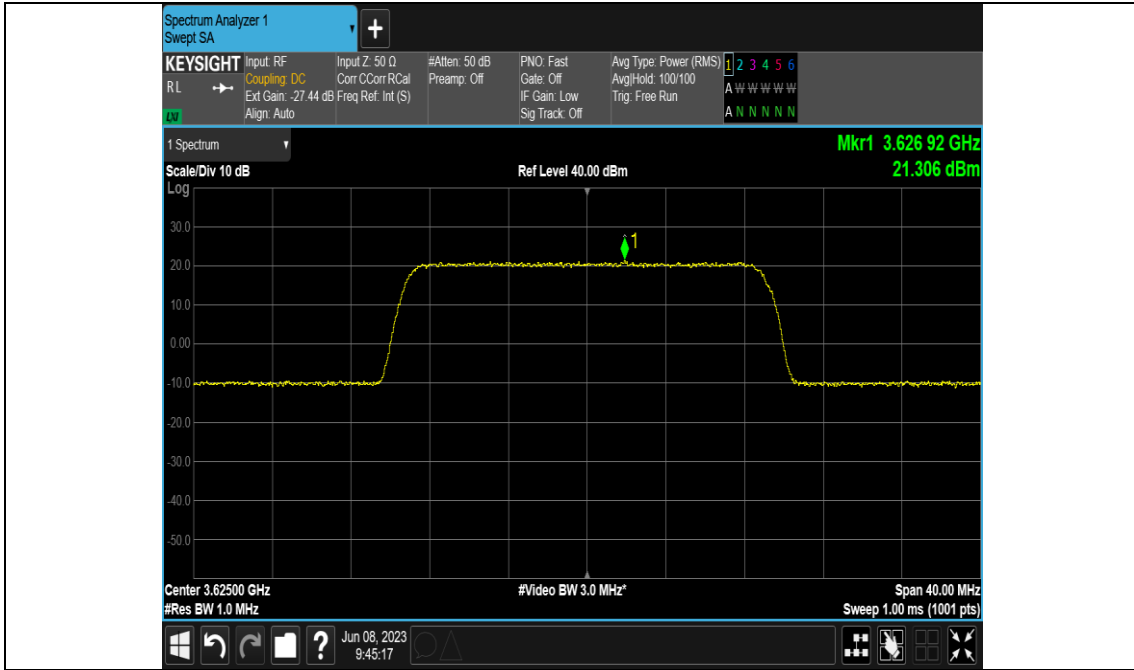 Spectrum Analyzer 1
Swept SA
+
KEYSIGHT
RL
LXI
Input: RF
Coupling: DC
Ext Gain: -27.44 dB
Align: Auto
Input Z: 50 Ω
Corr CCorr RCal
Freq Ref: Int (S)
#Atten: 50 dB
Preamp: Off
PNO: Fast
Gate: Off
IF Gain: Low
Sig Track: Off
Avg Type: Power (RMS)
Avg|Hold: 100/100
Trig: Free Run
1 2 3 4 5 6
A W W W W W
A N N N N N
1 Spectrum
Mkr1 3.626 92 GHz
Scale/Div 10 dB
Ref Level 40.00 dBm
21.306 dBm
Log
30.0
1
20.0
10.0
0.00
-10.0
-20.0
-30.0
-40.0
-50.0
Center 3.62500 GHz
#Video BW 3.0 MHz*
Span 40.00 MHz
#Res BW 1.0 MHz
Sweep 1.00 ms (1001 pts)
?
Jun 08, 2023
9:45:17